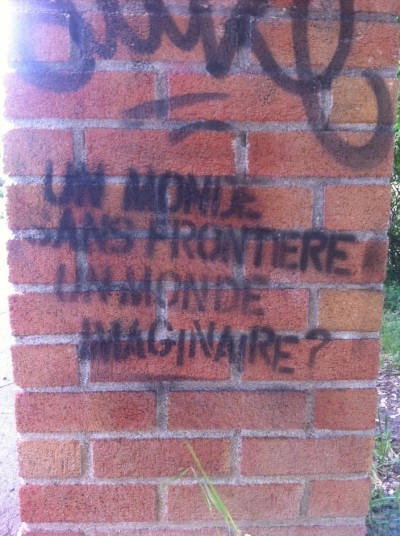 UN MONDE
SANS FRONTIERE
UN MONDE
IMAGINAIRE?